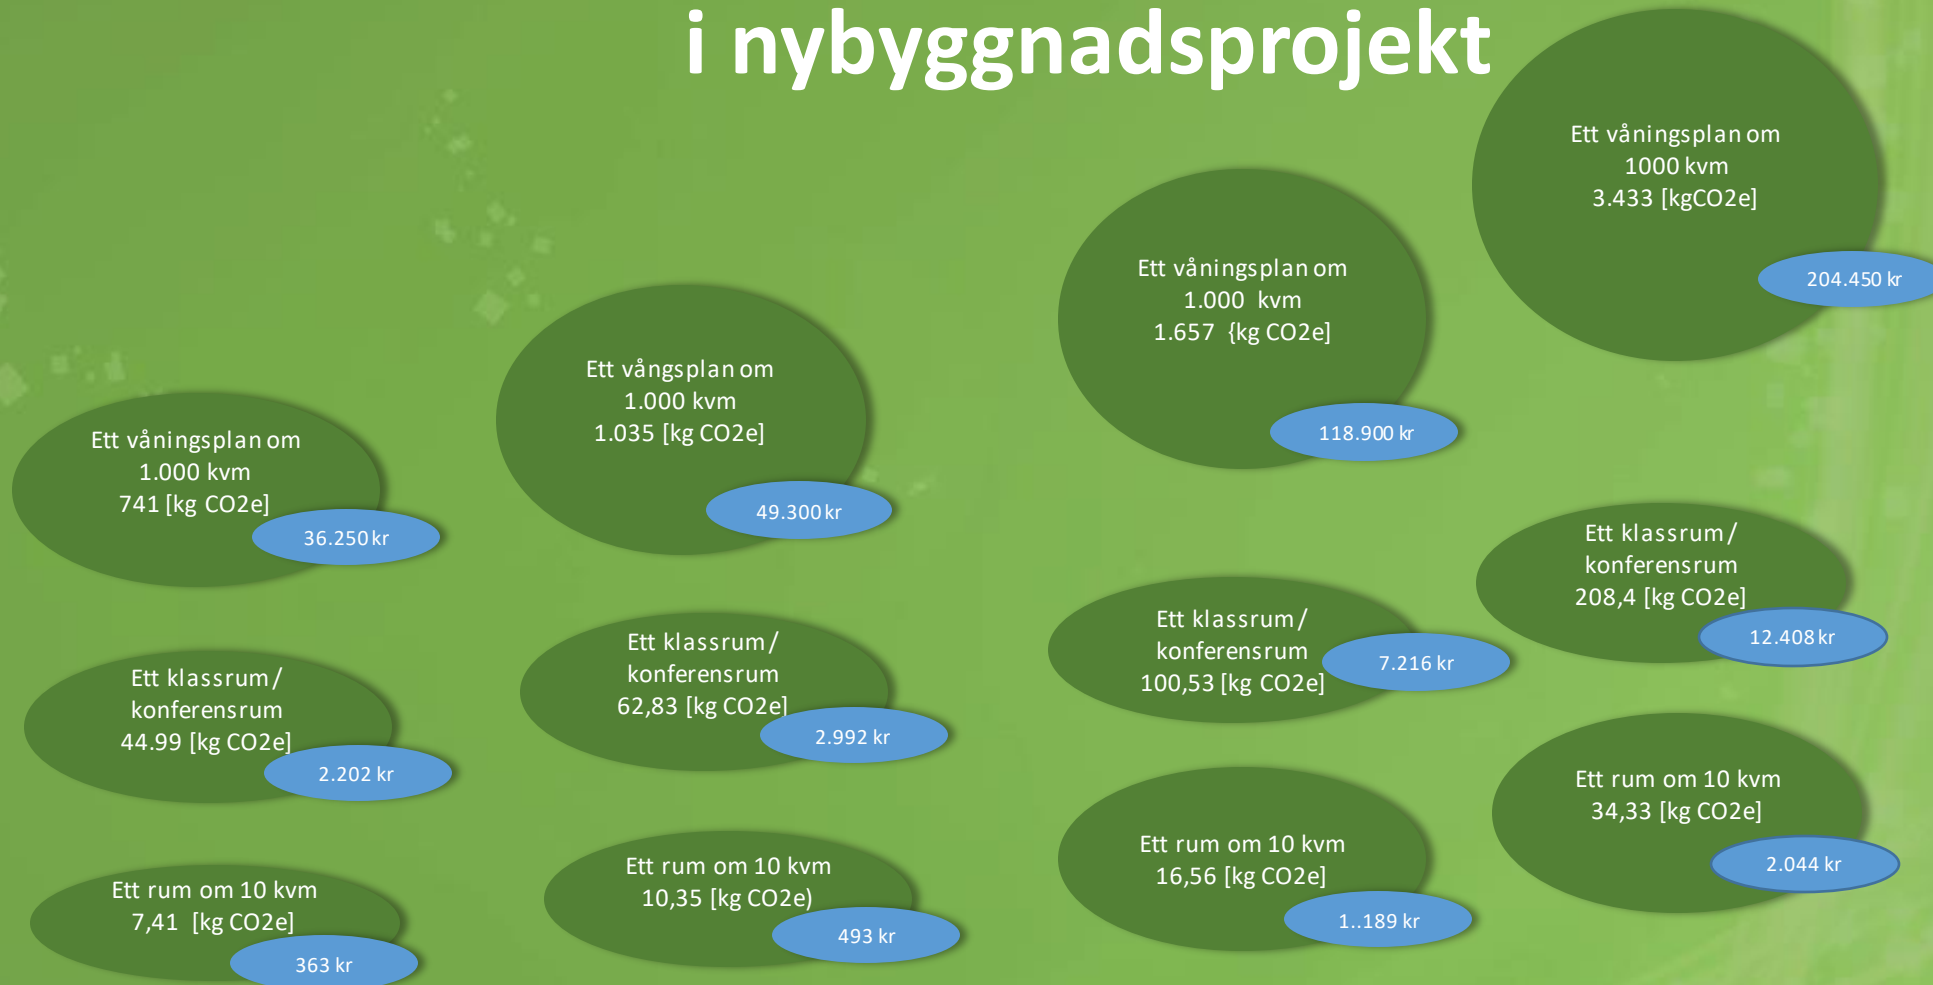 i nybyggnadsprojekt
Ett våningsplan om
1.000 kvm
741 [kg CO2e]
36.250 kr
Ett klassrum/
konferensrum
44.99 [kg CO2e]
2.202 kr
Ett rum om 10 kvm
7,41 [kg CO2e]
363 kr
Ett vångsplan om
1.000 kvm
1.035 [kg CO2e]
49.300 kr
Ett klassrum/
konferensrum
62,83 [kg CO2e]
2.992 kr
Ett rum om 10 kvm
10,35 [kg CO2e)
493 kr
Ett våningsplan om
1.000 kvm
1.657 {kg CO2e]
118.900 kr
Ett klassrum/
konferensrum
100,53 [kg CO2e]
7.216 kr
Ett rum om 10 kvm
16,56 [kg CO2e]
1..189 kr
Ett våningsplan om
1000 kvm
3.433 [kgCO2e]
204.450 kr
Ett klassrum/
konferensrum
208,4 [kg CO2e]
12.408 kr
Ett rum om 10 kvm
34,33 [kg CO2e]
2.044 kr